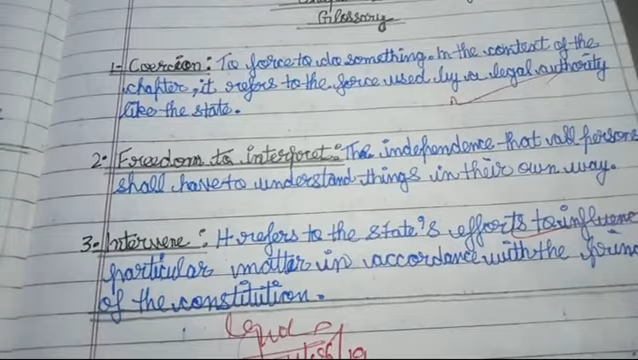 Glossary
1- Coercion: To force to do something. In the context of the
chapter, it refers to the force used by a legal authority
like the state.
2- Freedom to interpret: The independence that all persons
shall have to understand things in their own way.
3- Intervene: It refers to the state's efforts to influence
particular matter in accordance with the
of the constitution.